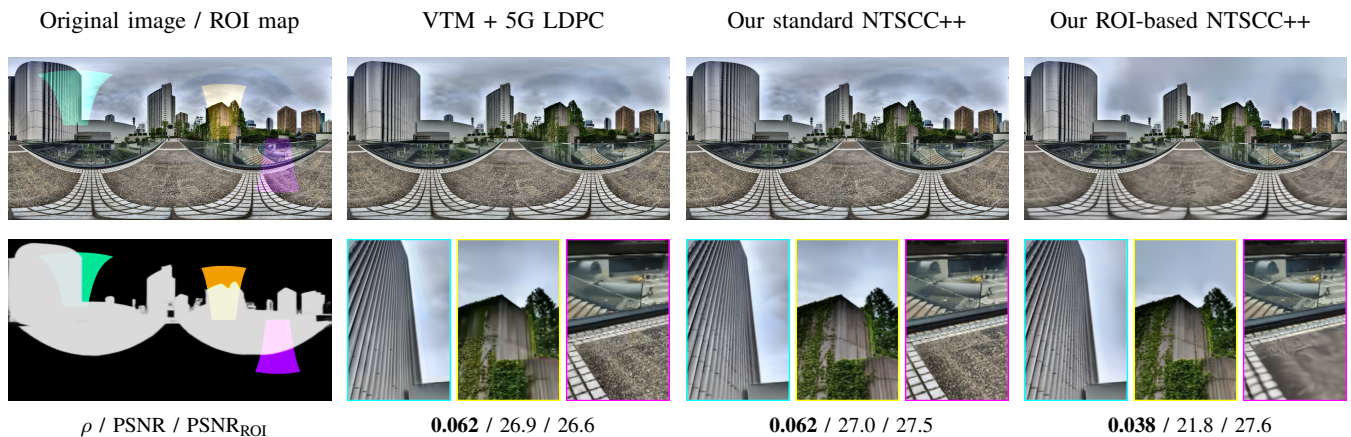 Original image / ROI map VTM + 5G LDPC Our standard NTSCC++ Our ROI-based NTSCC++
ρ / PSNR / PSNR_ROI 0.062 / 26.9 / 26.6 0.062 / 27.0 / 27.5 0.038 / 21.8 / 27.6